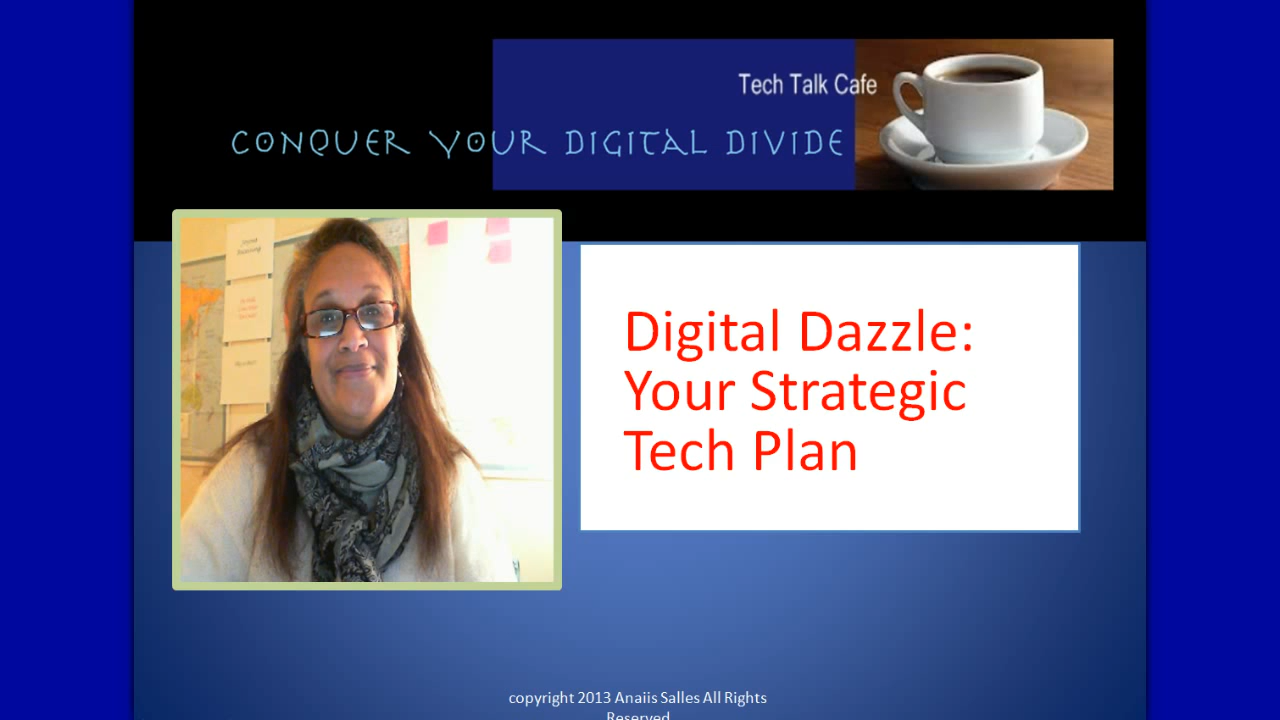 Tech Talk Cafe
CONQUER YOUR DIGITAL DIVIDE
Digital Dazzle:
Your Strategic
Tech Plan
copyright 2013 Anaiis Salles All Rights
Reserved